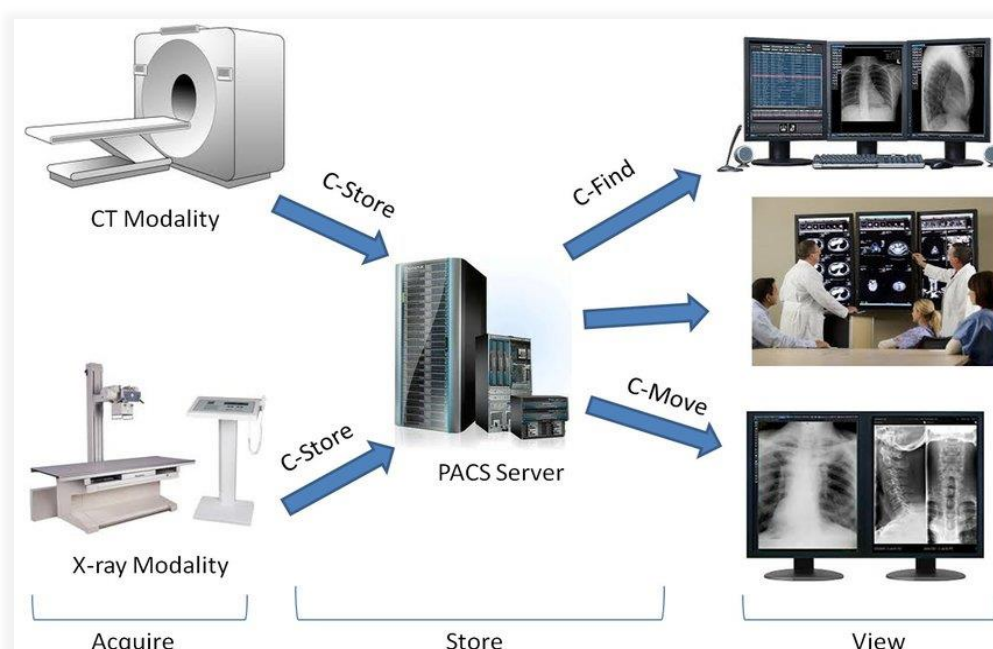 C-Store
C-Find
CT Modality
C-Move
C-Store
PACS Server
X-ray Modality
Acquire
Store
View